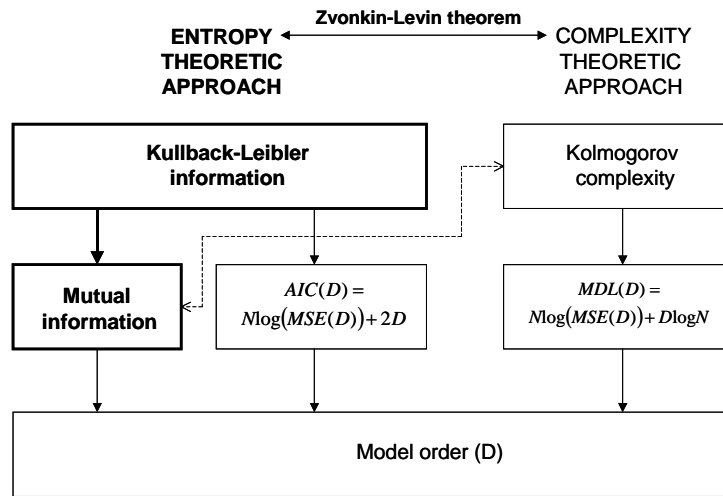 Zvonkin-Levin theorem
ENTROPY
THEORETIC
APPROACH
COMPLEXITY
THEORETIC
APPROACH
Kullback-Leibler
information
Kolmogorov
complexity
Mutual
information
AIC(D) =
Nlog(MSE(D)) + 2D
MDL(D) =
Nlog(MSE(D)) + DlogN
Model order (D)